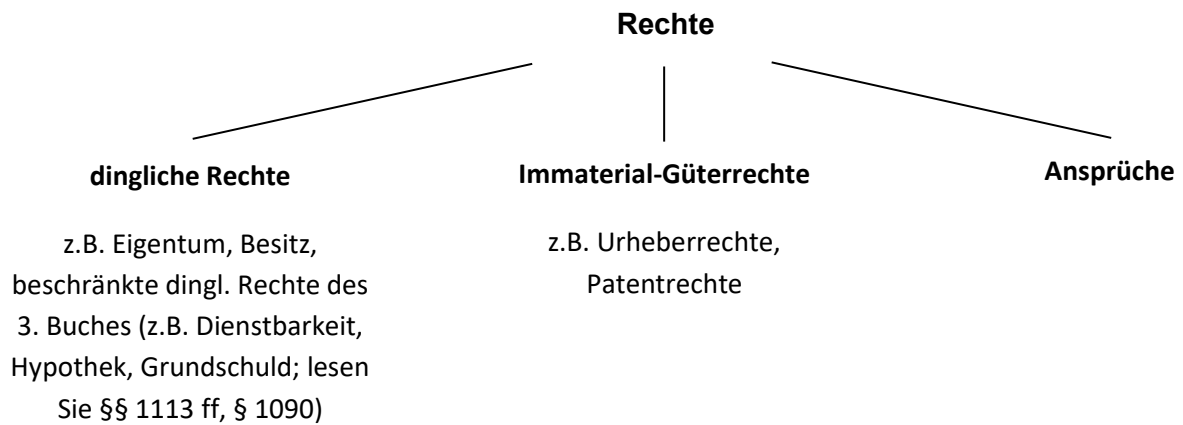 Rechte
dingliche Rechte
z.B. Eigentum, Besitz,
beschränkte dingl. Rechte des
3. Buches (z.B. Dienstbarkeit,
Hypothek, Grundschuld; lesen
Sie §§ 1113 ff, § 1090)
Immaterial-Güterrechte
z.B. Urheberrechte,
Patentrechte
Ansprüche